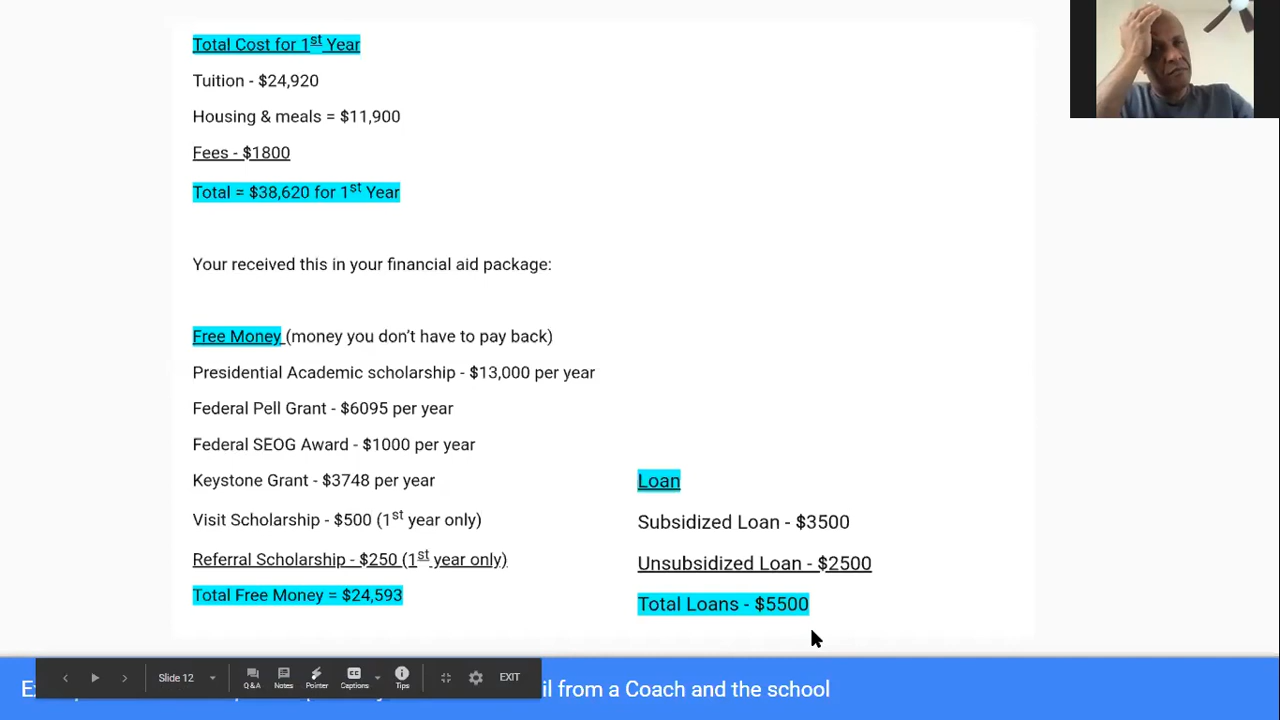 Total Cost for 1st Year
Tuition - $24,920
Housing & meals = $11,900
Fees - $1800
Total = $38,620 for 1st Year
Your received this in your financial aid package:
Free Money (money you don’t have to pay back)
Presidential Academic scholarship - $13,000 per year
Federal Pell Grant - $6095 per year
Federal SEOG Award - $1000 per year
Keystone Grant - $3748 per year
Visit Scholarship - $500 (1st year only)
Referral Scholarship - $250 (1st year only)
Total Free Money = $24,593
Loan
Subsidized Loan - $3500
Unsubsidized Loan - $2500
Total Loans - $5500
Slide 12
Q&A
Notes
Pointer
Captions
Tips
EXIT
from a Coach and the school